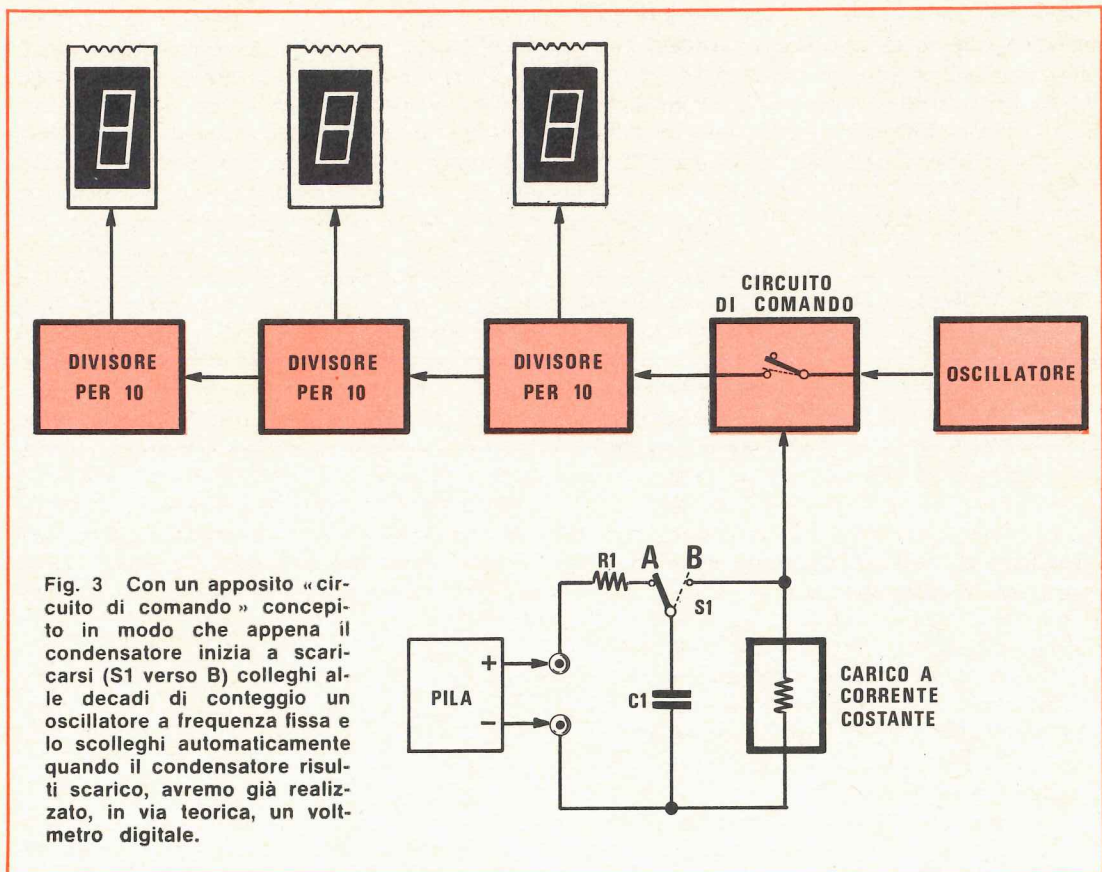 CIRCUITO
DI COMANDO
DIVISORE
PER 10
DIVISORE
PER 10
DIVISORE
PER 10
OSCILLATORE
Fig. 3 Con un apposito «cir-
cuito di comando» concepi-
to in modo che appena il
condensatore inizia a scari-
carsi (S1 verso B) colleghi al-
le decadi di conteggio un
oscillatore a frequenza fissa e
lo scolleghi automaticamente
quando il condensatore risul-
ti scarico, avremo già realiz-
zato, in via teorica, un volt-
metro digitale.
R1
A
B
S1
PILA
+
−
C1
CARICO A
CORRENTE
COSTANTE